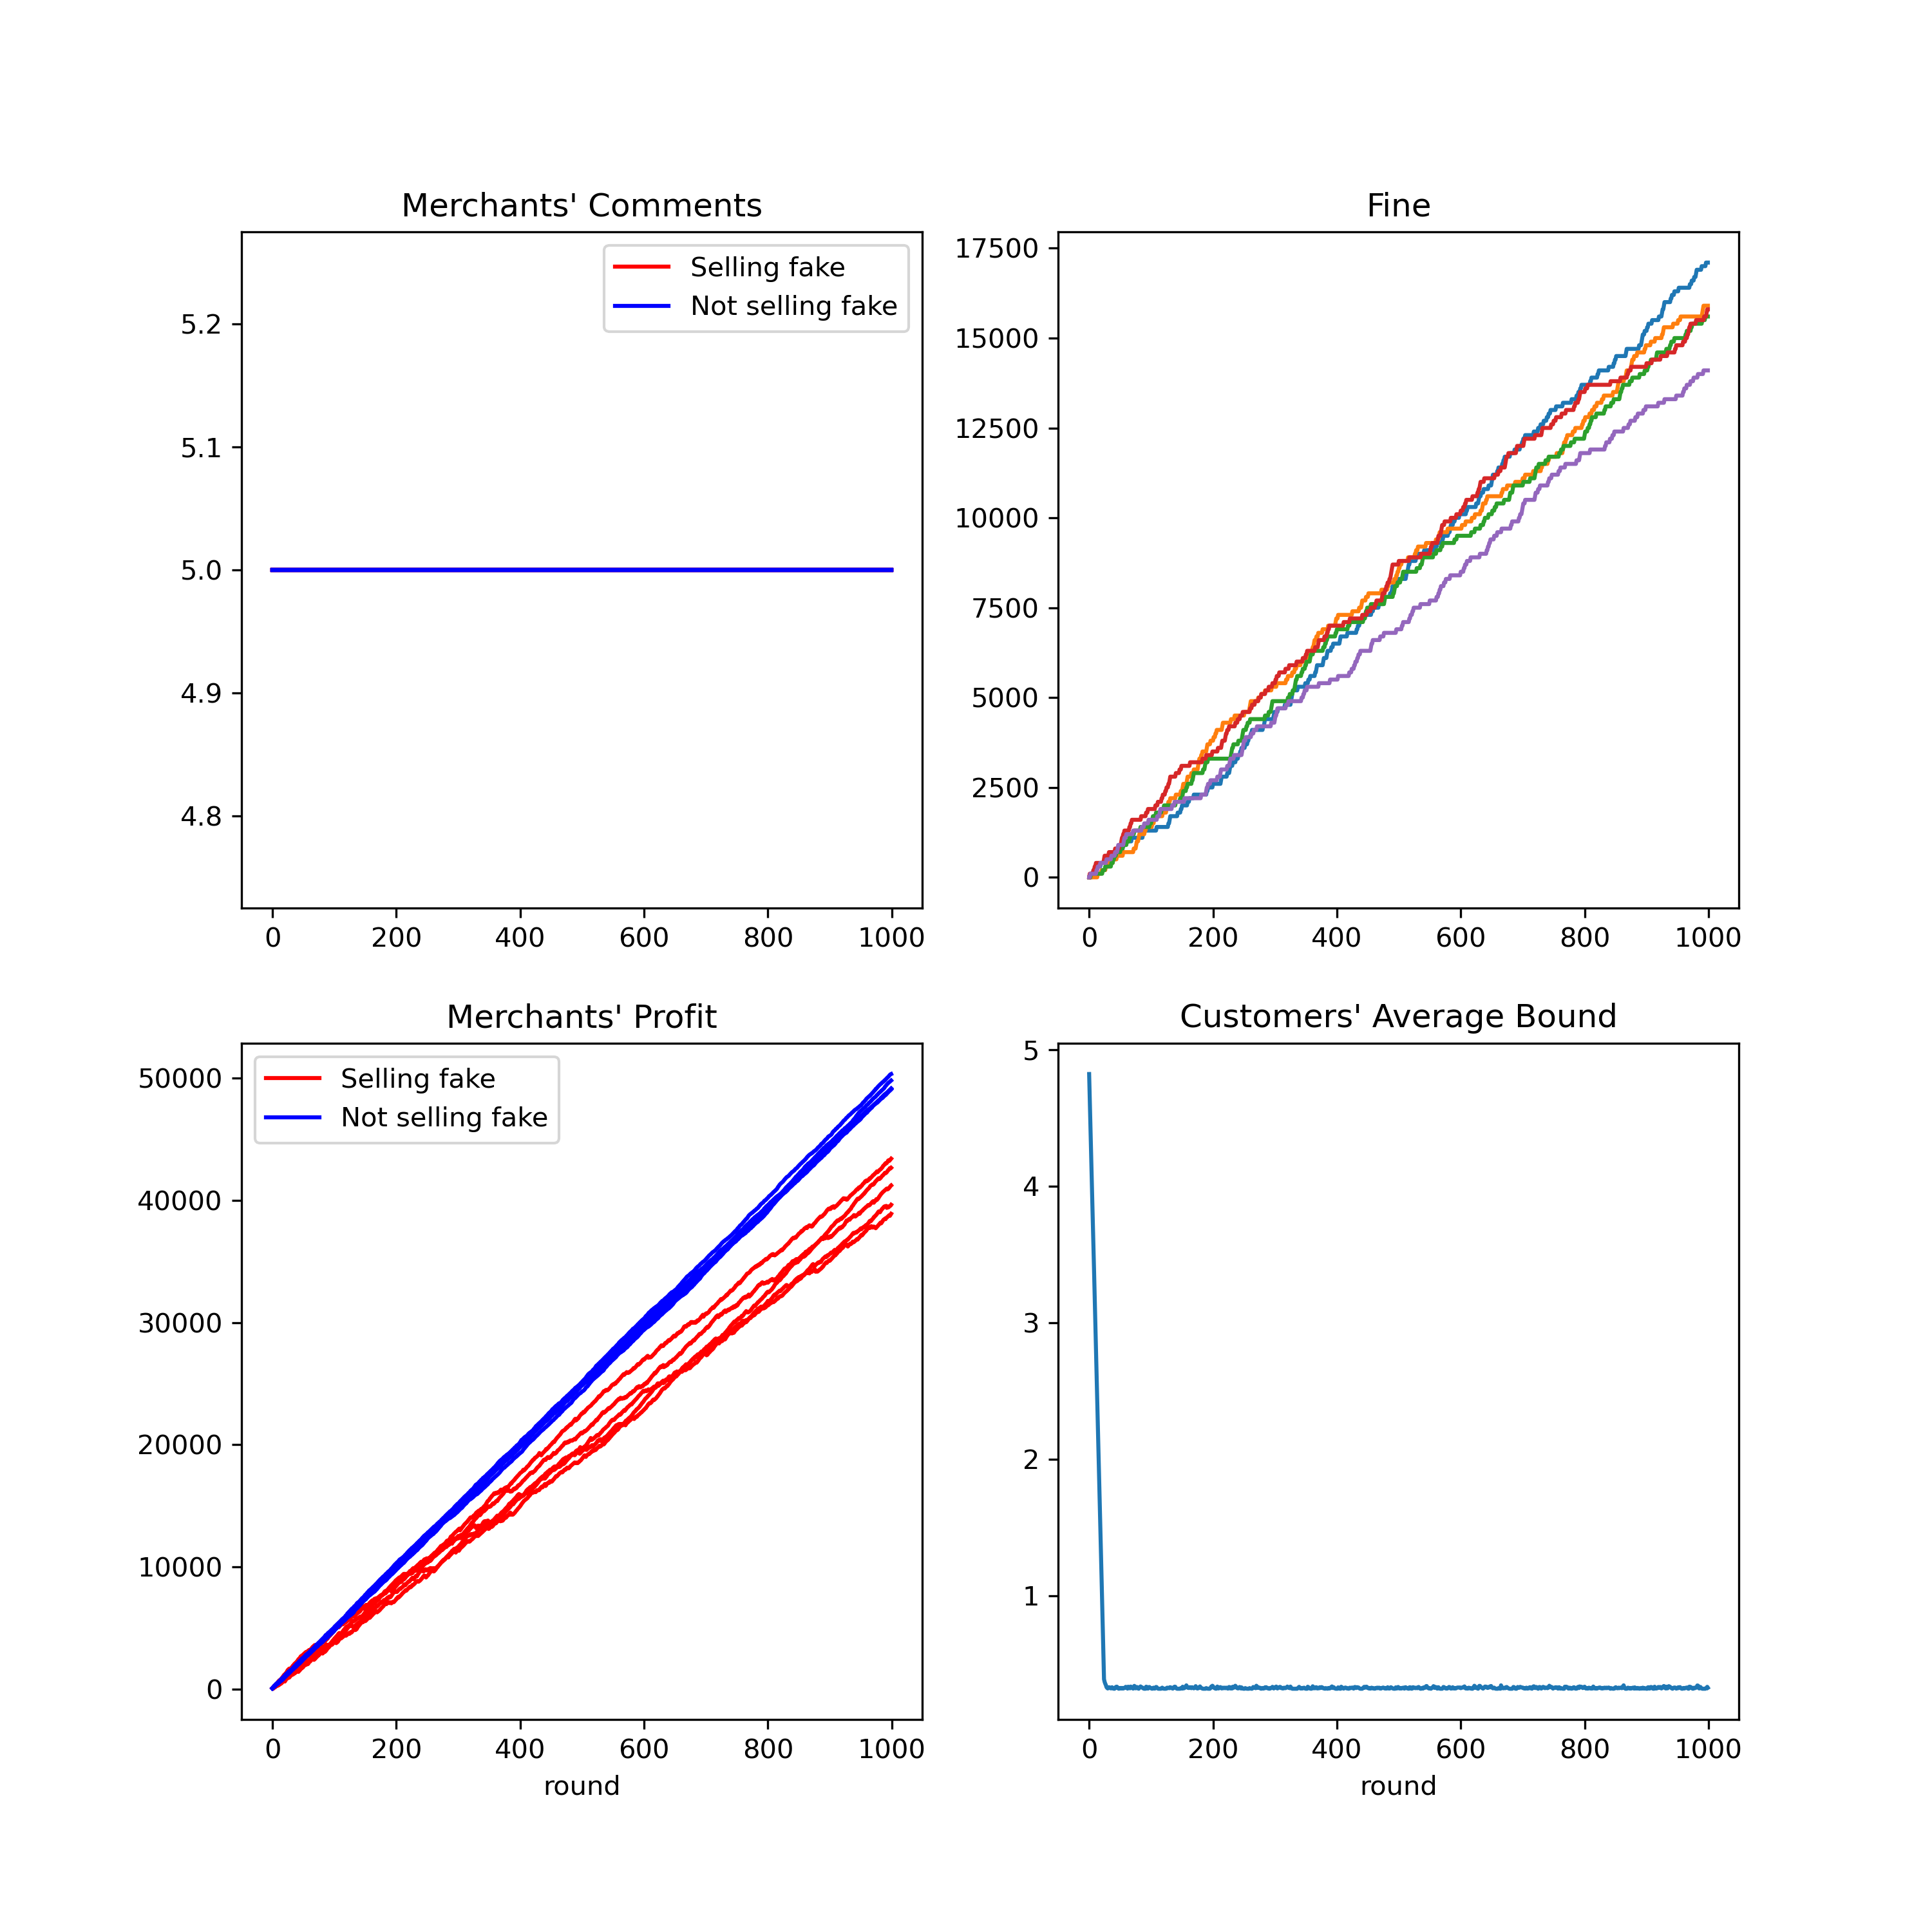 Merchants' Comments
Selling fake
Not selling fake
5.2
5.1
5.0
4.9
4.8
0 200 400 600 800 1000
Fine
17500
15000
12500
10000
7500
5000
2500
0
0 200 400 600 800 1000
Merchants' Profit
Selling fake
Not selling fake
50000
40000
30000
20000
10000
0
0 200 400 600 800 1000
round
Customers' Average Bound
5
4
3
2
1
0 200 400 600 800 1000
round